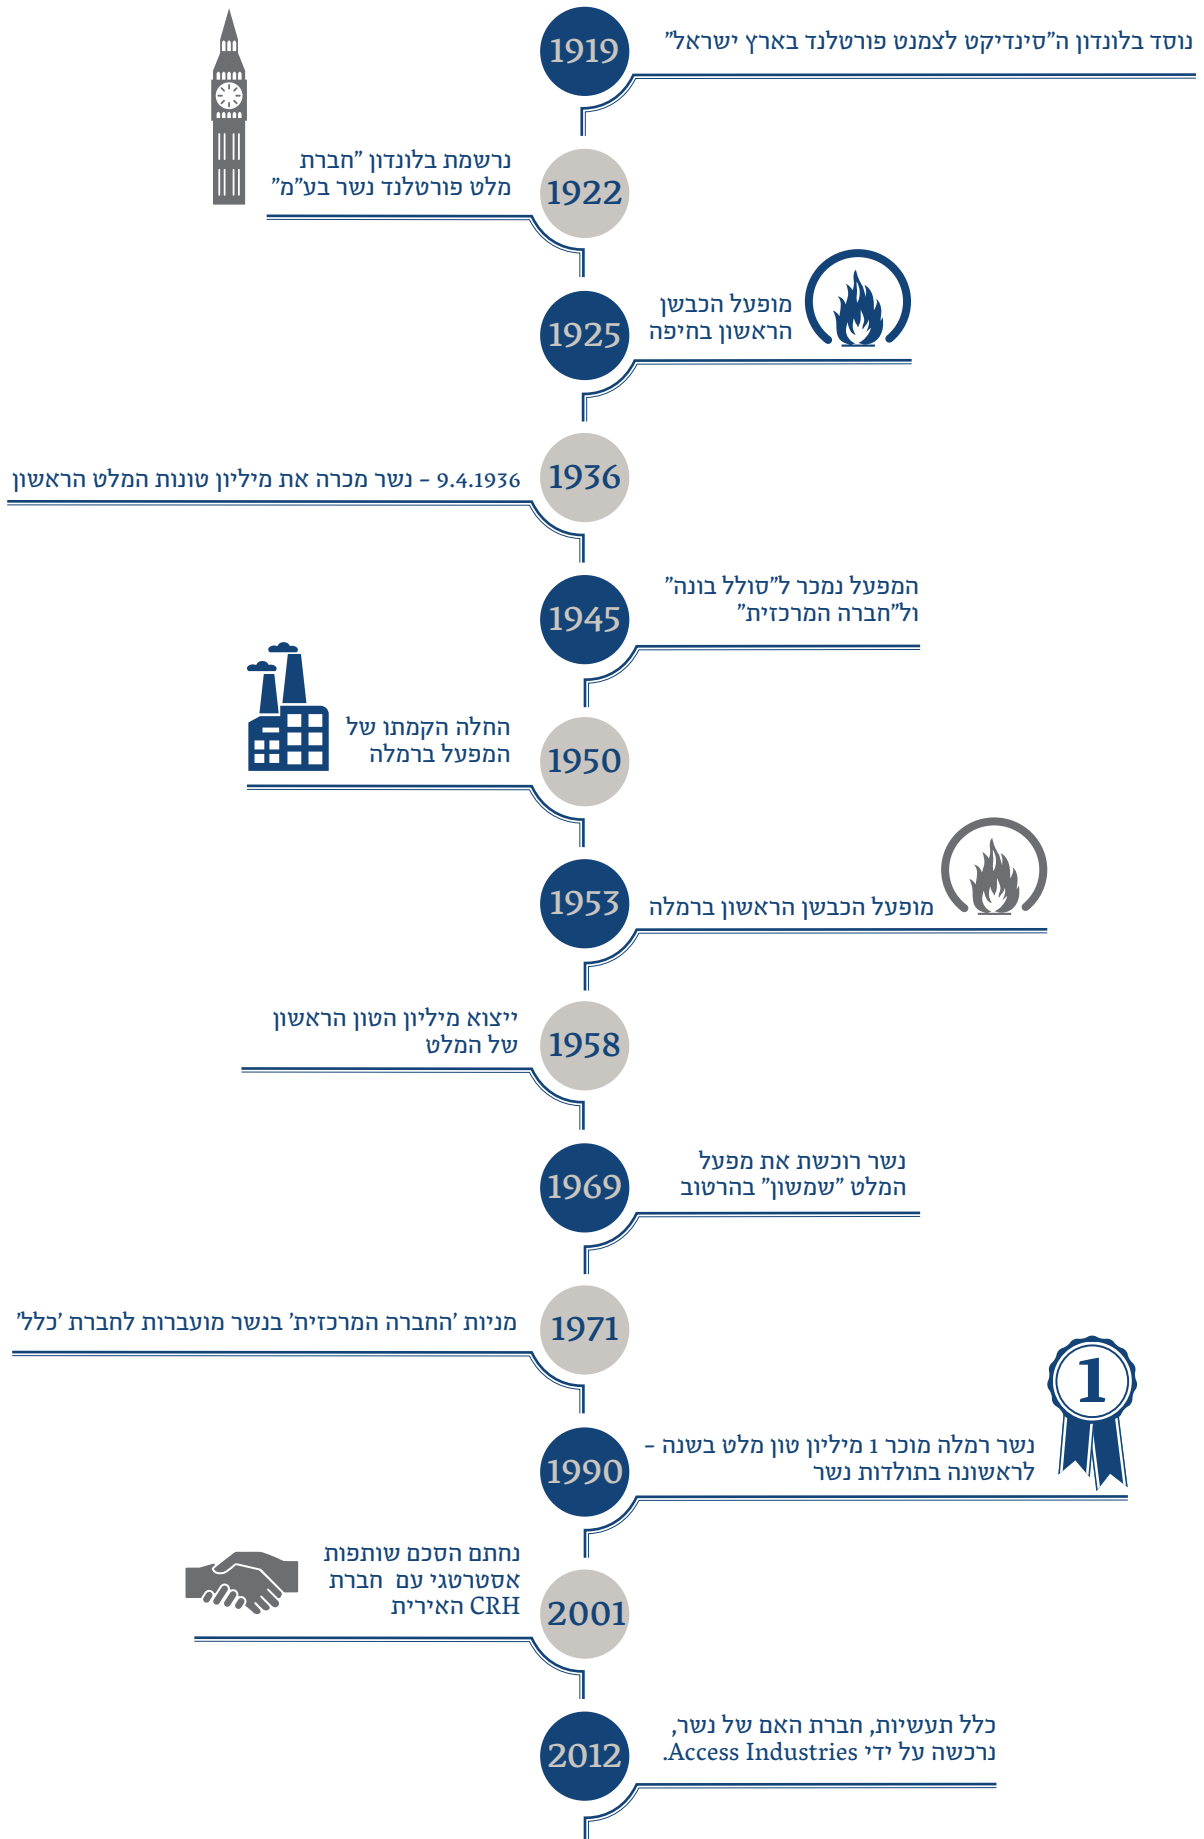 1919
נוסד בלונדון ה"סינדיקט לצמנט פורטלנד בארץ ישראל"
1922
נרשמת בלונדון "חברת
מלט פורטלנד נשר בע"מ"
1925
מופעל הכבשן
הראשון בחיפה
1936
9.4.1936 - נשר מכרה את מיליון טונות המלט הראשון
1945
המפעל נמכר ל"סולל בונה"
ול"חברה המרכזית"
1950
החלה הקמתו של
המפעל ברמלה
1953
מופעל הכבשן הראשון ברמלה
1958
ייצוא מיליון הטון הראשון
של המלט
1969
נשר רוכשת את מפעל
המלט "שמשון" בהרטוב
1971
מניות 'החברה המרכזית' בנשר מועברות לחברת 'כלל'
1
1990
נשר רמלה מוכר 1 מיליון טון מלט בשנה -
לראשונה בתולדות נשר
2001
נחתם הסכם שותפות
אסטרטגי עם חברת
CRH האירית
2012
כלל תעשיות, חברת האם של נשר,
נרכשה על ידי Access Industries.